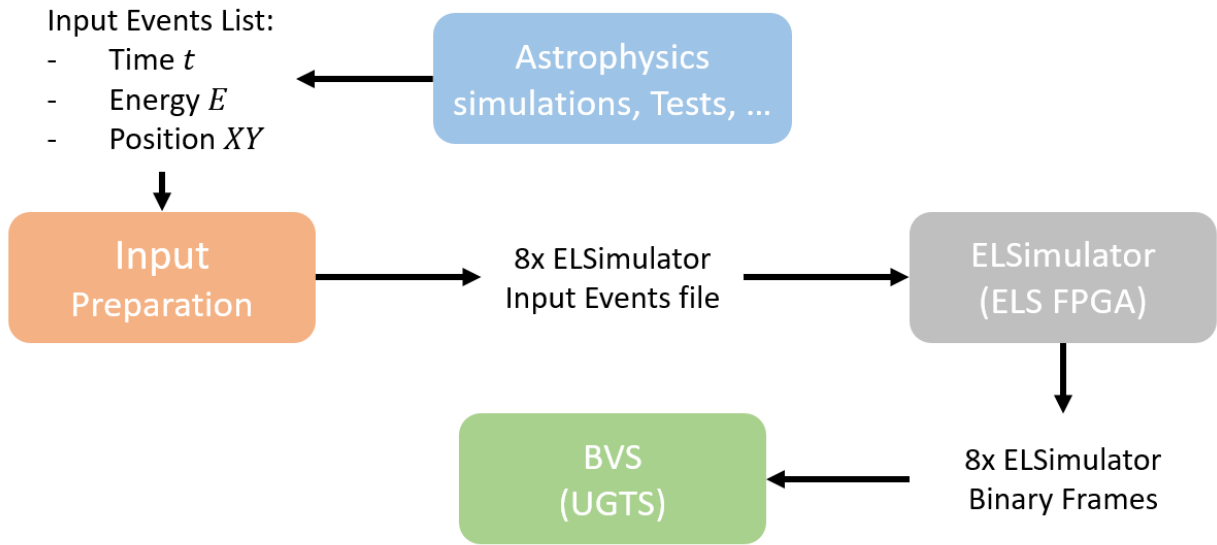 Input Events List:
- Time t
- Energy E
- Position XY
Astrophysics
simulations, Tests, ...
Input
Preparation
8x ELSimulator
Input Events file
ELSimulator
(ELS FPGA)
8x ELSimulator
Binary Frames
BVS
(UGTS)